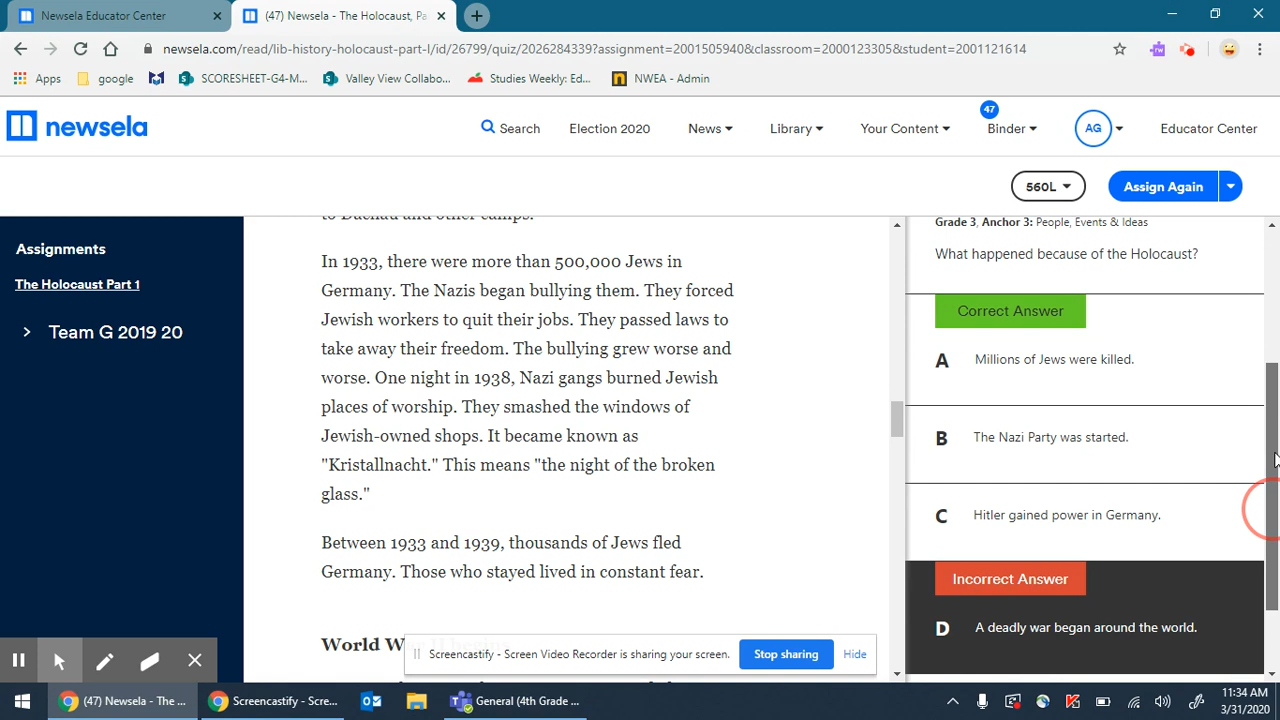 Newsela Educator Center
(47) Newsela - The Holocaust, Pa
newsela.com/read/lib-history-holocaust-part-I/id/26799/quiz/2026284339?assignment=2001505940&classroom=2000123305&student=2001121614
Apps google SCORESHEET-G4-M... Valley View Collabo... Studies Weekly: Ed... NWEA - Admin
newsela Search Election 2020 News Library Your Content 47 Binder AG Educator Center
560L Assign Again
Assignments
The Holocaust Part 1
Team G 2019 20
to Dachau and other camps.
In 1933, there were more than 500,000 Jews in
Germany. The Nazis began bullying them. They forced
Jewish workers to quit their jobs. They passed laws to
take away their freedom. The bullying grew worse and
worse. One night in 1938, Nazi gangs burned Jewish
places of worship. They smashed the windows of
Jewish-owned shops. It became known as
"Kristallnacht." This means "the night of the broken
glass."
Between 1933 and 1939, thousands of Jews fled
Germany. Those who stayed lived in constant fear.
World W
Grade 3, Anchor 3: People, Events & Ideas
What happened because of the Holocaust?
Correct Answer
A Millions of Jews were killed.
B The Nazi Party was started.
C Hitler gained power in Germany.
Incorrect Answer
D A deadly war began around the world.
Screencastify - Screen Video Recorder is sharing your screen. Stop sharing Hide
(47) Newsela - The ... Screencastify - Scre... General (4th Grade ...
11:34 AM
3/31/2020